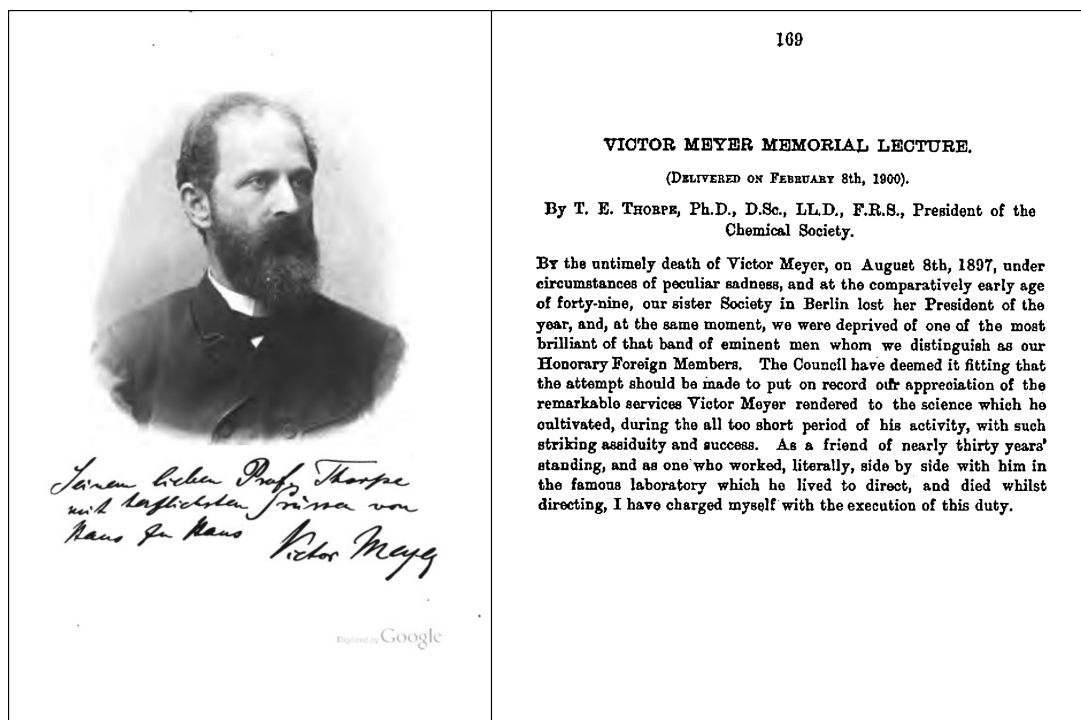 Seinem lieben Prof. Thorpe
mit herzlichsten Grüssen von
Haus zu Haus Victor Meyer
Digitized by Google
169
VICTOR MEYER MEMORIAL LECTURE.
(DELIVERED ON FEBRUARY 8th, 1900).
By T. E. THORPE, Ph.D., D.Sc., LL.D., F.R.S., President of the
Chemical Society.
BY the untimely death of Victor Meyer, on August 8th, 1897, under
circumstances of peculiar sadness, and at the comparatively early age
of forty-nine, our sister Society in Berlin lost her President of the
year, and, at the same moment, we were deprived of one of the most
brilliant of that band of eminent men whom we distinguish as our
Honorary Foreign Members. The Council have deemed it fitting that
the attempt should be made to put on record our appreciation of the
remarkable services Victor Meyer rendered to the science which he
cultivated, during the all too short period of his activity, with such
striking assiduity and success. As a friend of nearly thirty years'
standing, and as one who worked, literally, side by side with him in
the famous laboratory which he lived to direct, and died whilst
directing, I have charged myself with the execution of this duty.